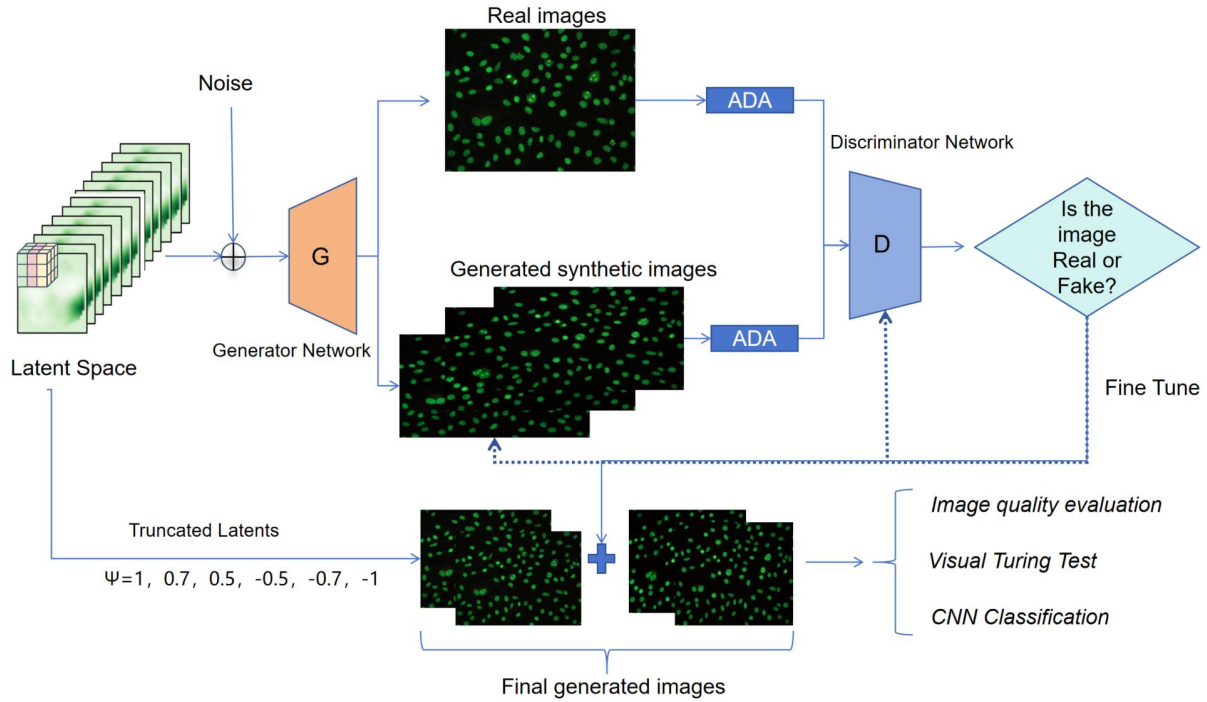 Real images
Noise
ADA
Discriminator Network
G
D
Is the
image
Real or
Fake?
Generated synthetic images
Generator Network
ADA
Latent Space
Fine Tune
Truncated Latents
Ψ=1, 0.7, 0.5, -0.5, -0.7, -1
Image quality evaluation
Visual Turing Test
CNN Classification
Final generated images